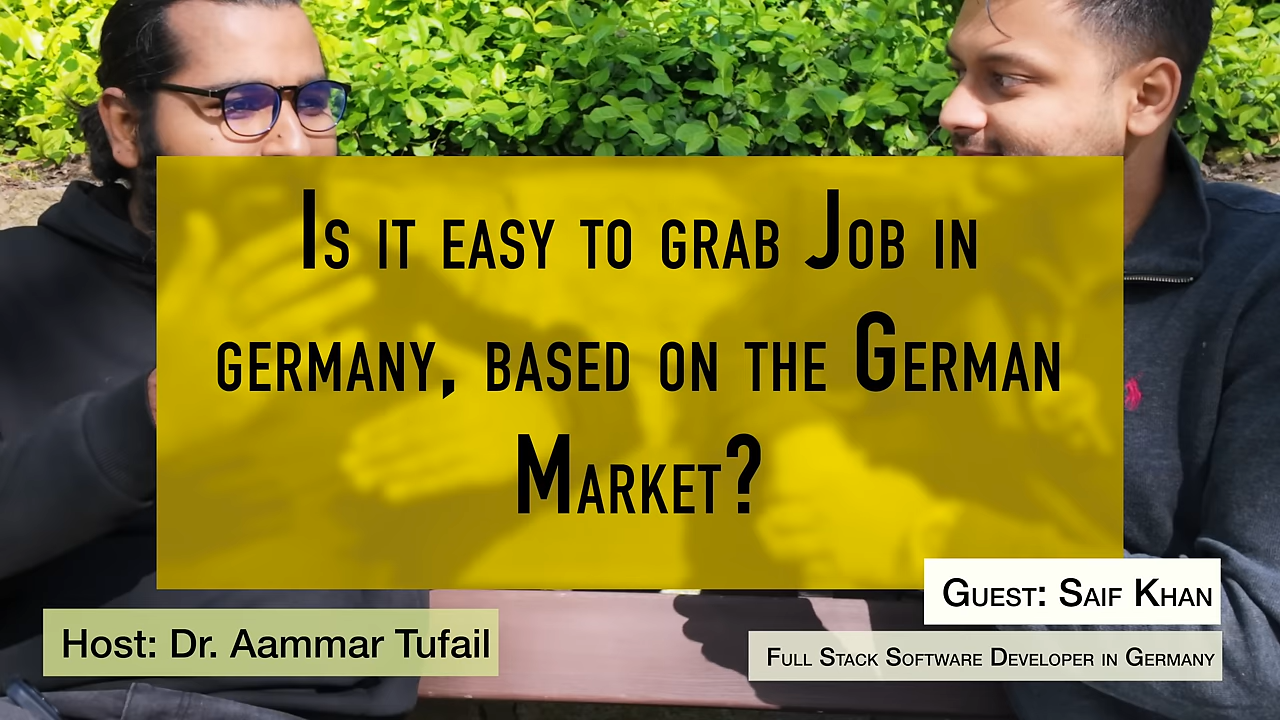 Is it easy to grab Job in
germany, based on the German
Market?
Guest: Saif Khan
Host: Dr. Aammar Tufail
Full Stack Software Developer in Germany